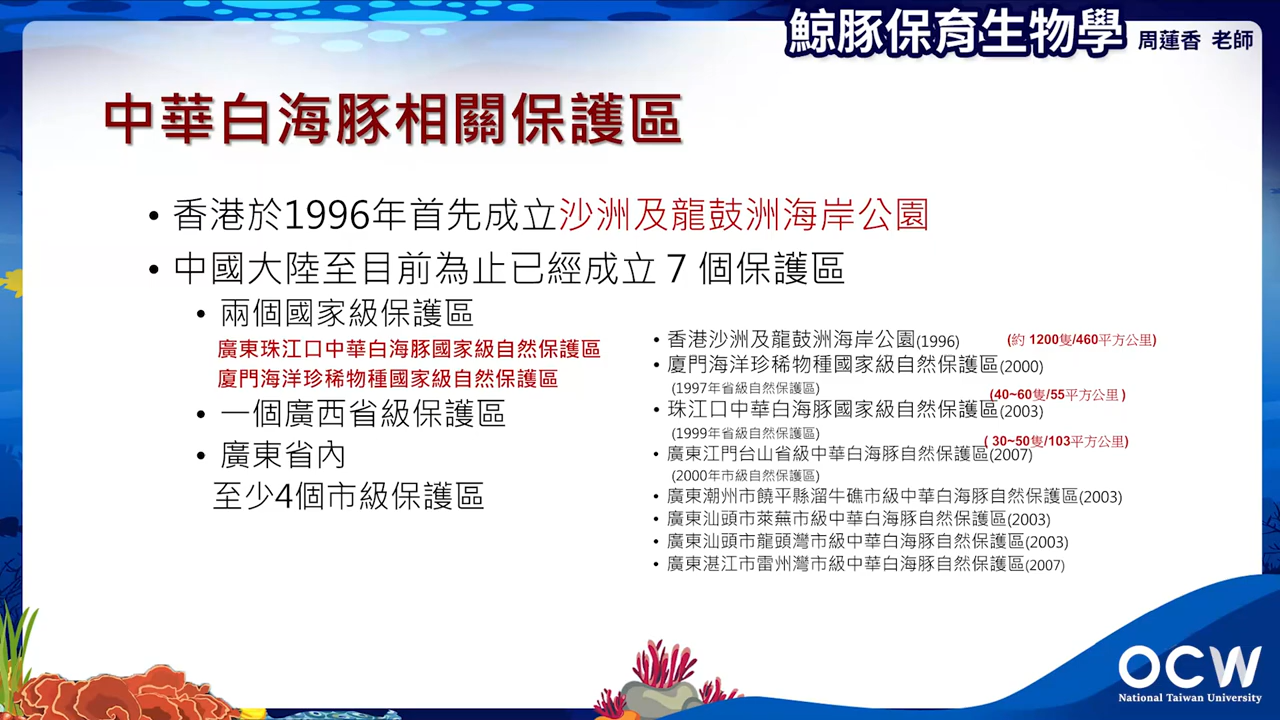 鯨豚保育生物學 周蓮香 老師
中華白海豚相關保護區
• 香港於1996年首先成立沙洲及龍鼓洲海岸公園
• 中國大陸至目前為止已經成立 7 個保護區
• 兩個國家級保護區
廣東珠江口中華白海豚國家級自然保護區
廈門海洋珍稀物種國家級自然保護區
• 一個廣西省級保護區
• 廣東省內
至少4個市級保護區
• 香港沙洲及龍鼓洲海岸公園(1996) (約 1200隻/460平方公里)
• 廈門海洋珍稀物種國家級自然保護區(2000)
(1997年省級自然保護區) (40~60隻/55平方公里 )
• 珠江口中華白海豚國家級自然保護區(2003)
(1999年省級自然保護區) ( 30~50隻/103平方公里)
• 廣東江門台山省級中華白海豚自然保護區(2007)
(2000年市級自然保護區)
• 廣東潮州市饒平縣溜牛礁市級中華白海豚自然保護區(2003)
• 廣東汕頭市萊蕪市級中華白海豚自然保護區(2003)
• 廣東汕頭市龍頭灣市級中華白海豚自然保護區(2003)
• 廣東湛江市雷州灣市級中華白海豚自然保護區(2007)
OCW
National Taiwan University